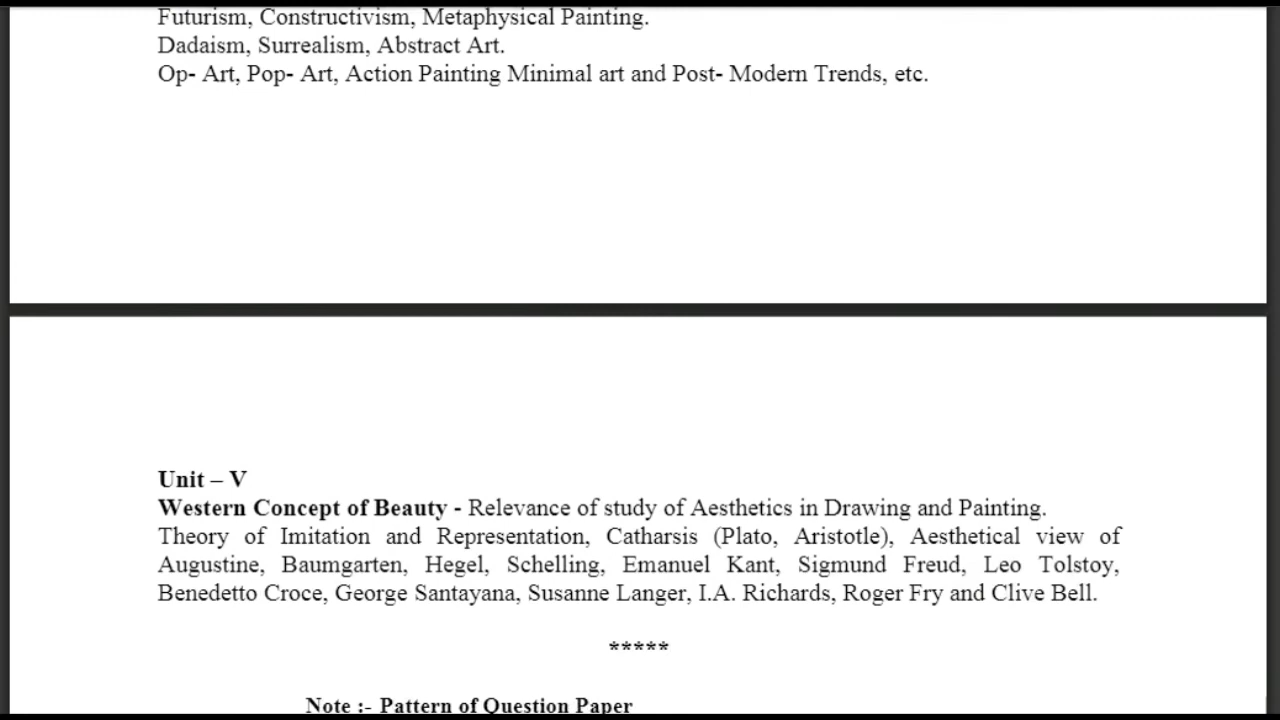 Futurism, Constructivism, Metaphysical Painting.
Dadaism, Surrealism, Abstract Art.
Op- Art, Pop- Art, Action Painting Minimal art and Post- Modern Trends, etc.
Unit – V
Western Concept of Beauty - Relevance of study of Aesthetics in Drawing and Painting.
Theory of Imitation and Representation, Catharsis (Plato, Aristotle), Aesthetical view of
Augustine, Baumgarten, Hegel, Schelling, Emanuel Kant, Sigmund Freud, Leo Tolstoy,
Benedetto Croce, George Santayana, Susanne Langer, I.A. Richards, Roger Fry and Clive Bell.
*****
Note :- Pattern of Question Paper